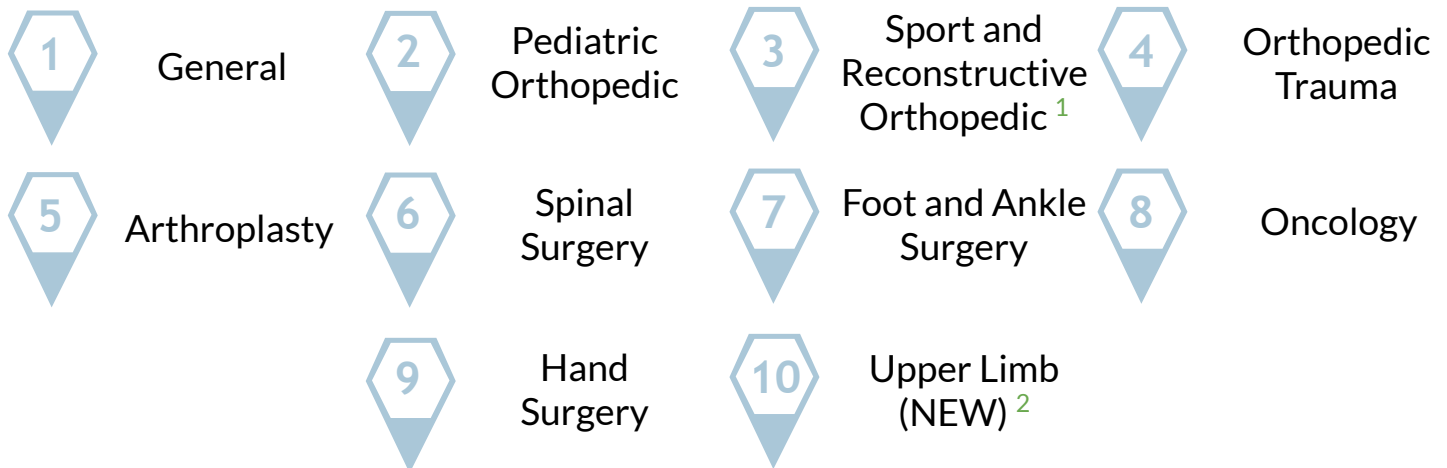 1
General
2
Pediatric
Orthopedic
3
Sport and
Reconstructive
Orthopedic 1
4
Orthopedic
Trauma
5
Arthroplasty
6
Spinal
Surgery
7
Foot and Ankle
Surgery
8
Oncology
9
Hand
Surgery
10
Upper Limb
(NEW) 2